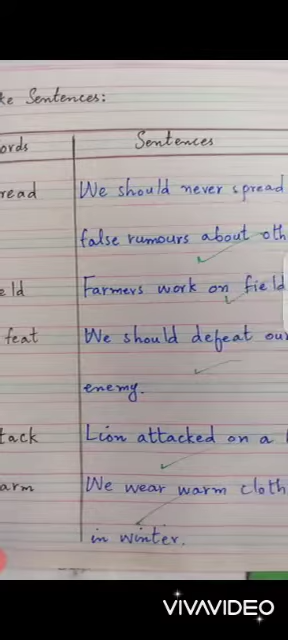 ke Sentences:
ords Sentences
read We should never spread
false rumours about oth
eld Farmers work on field
feat We should defeat our
enemy.
tack Lion attacked on a
arm We wear warm cloth
in winter.
VIVAVIDEO